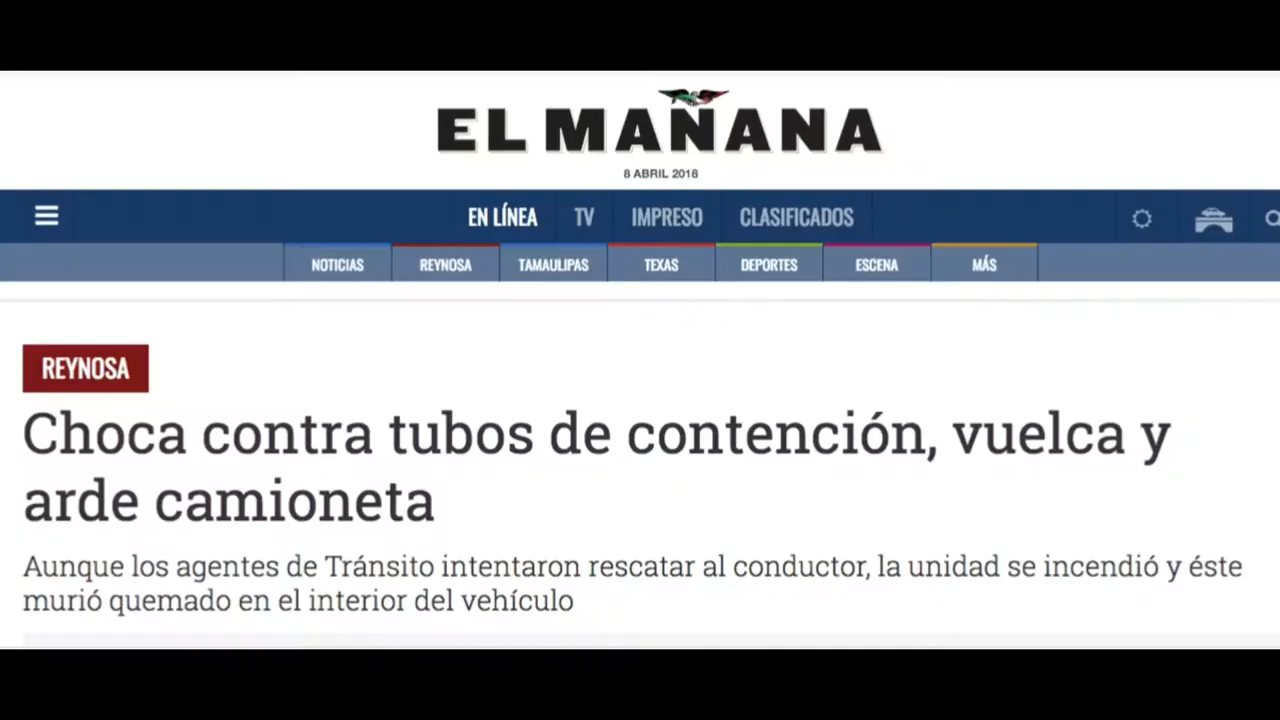 EL MAÑANA
8 ABRIL 2018
EN LÍNEA TV IMPRESO CLASIFICADOS
NOTICIAS REYNOSA TAMAULIPAS TEXAS DEPORTES ESCENA MÁS
REYNOSA
Choca contra tubos de contención, vuelca y
arde camioneta
Aunque los agentes de Tránsito intentaron rescatar al conductor, la unidad se incendió y éste
murió quemado en el interior del vehículo